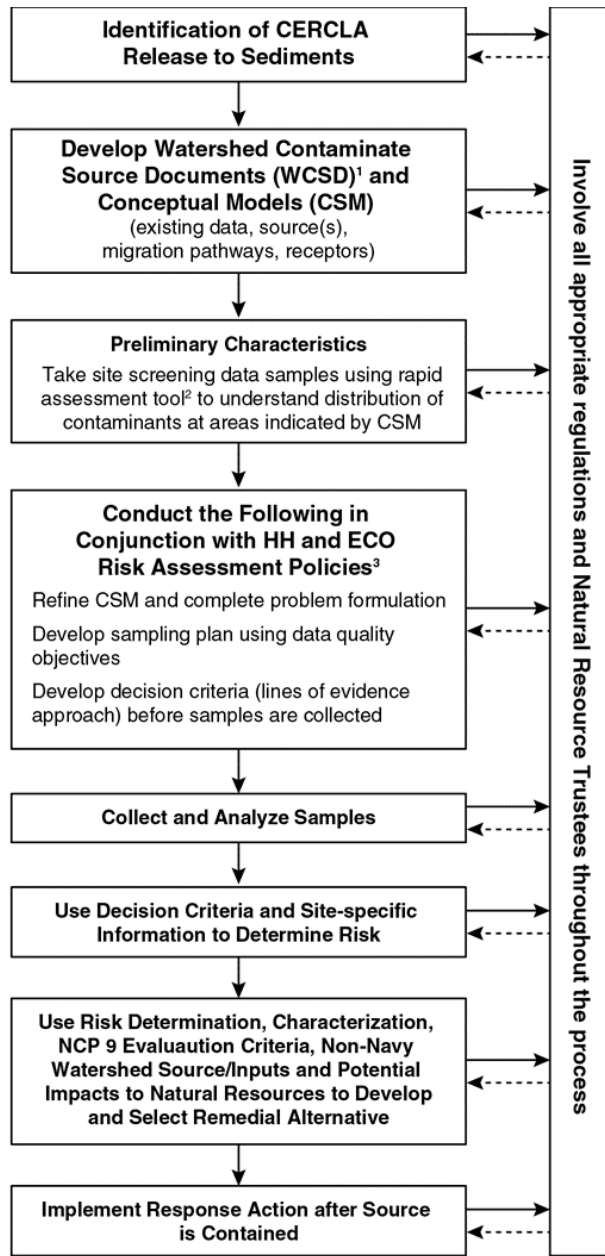 Identification of CERCLA
Release to Sediments
Develop Watershed Contaminate
Source Documents (WCSD)¹ and
Conceptual Models (CSM)
(existing data, source(s),
migration pathways, receptors)
Preliminary Characteristics
Take site screening data samples using rapid
assessment tool² to understand distribution of
contaminants at areas indicated by CSM
Conduct the Following in
Conjunction with HH and ECO
Risk Assessment Policies³
Refine CSM and complete problem formulation
Develop sampling plan using data quality
objectives
Develop decision criteria (lines of evidence
approach) before samples are collected
Collect and Analyze Samples
Use Decision Criteria and Site-specific
Information to Determine Risk
Use Risk Determination, Characterization,
NCP 9 Evaluaution Criteria, Non-Navy
Watershed Source/Inputs and Potential
Impacts to Natural Resources to Develop
and Select Remedial Alternative
Implement Response Action after Source
is Contained
Involve all appropriate regulations and Natural Resource Trustees throughout the process